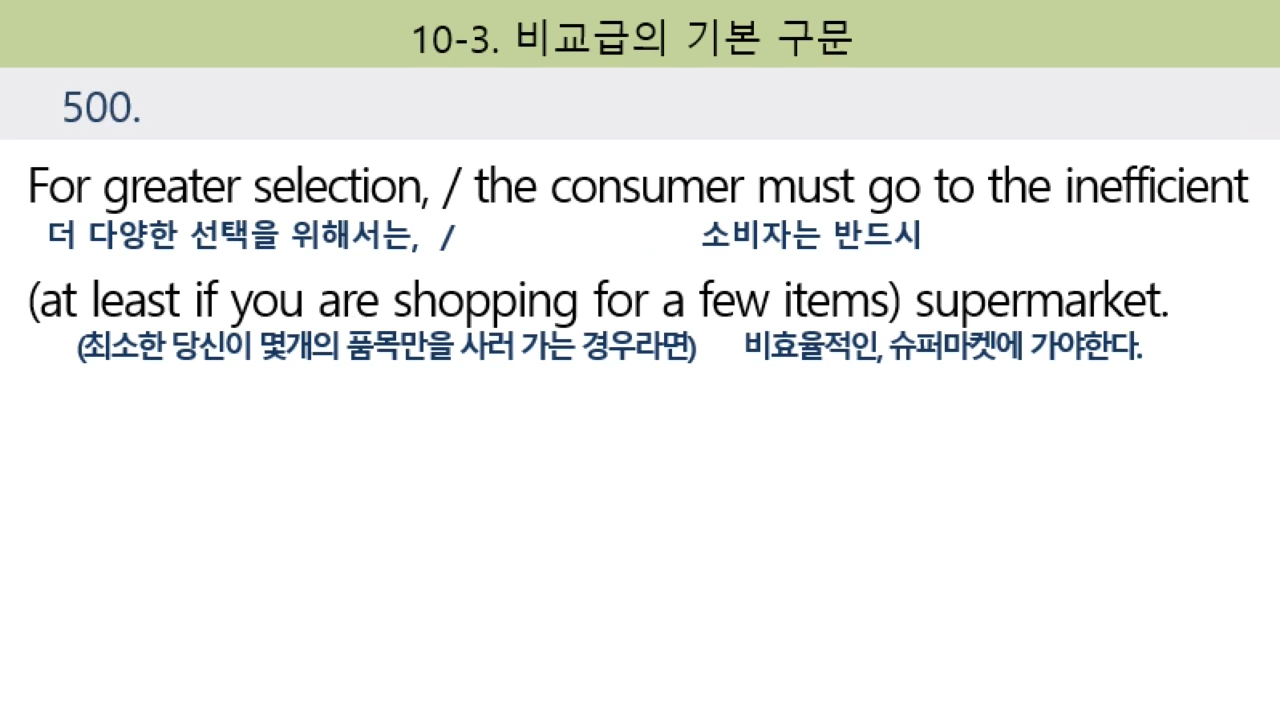 10-3. 비교급의 기본 구문
500.
For greater selection, / the consumer must go to the inefficient
더 다양한 선택을 위해서는, / 소비자는 반드시
(at least if you are shopping for a few items) supermarket.
(최소한 당신이 몇개의 품목만을 사러 가는 경우라면) 비효율적인, 슈퍼마켓에 가야한다.